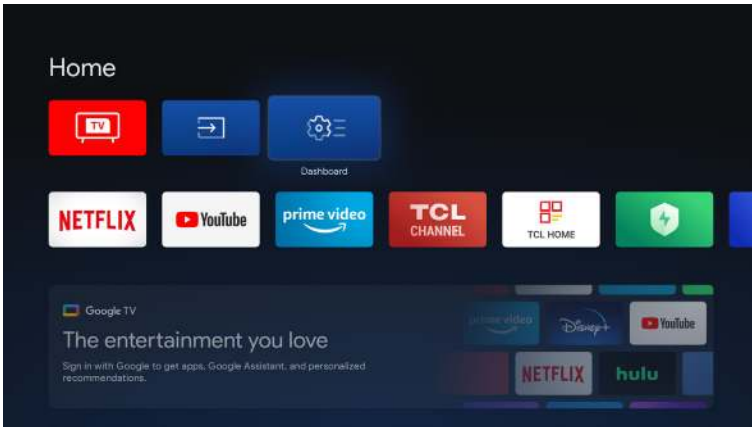 Home
TV
Dashboard
NETFLIX
YouTube
prime video
TCL
CHANNEL
TCL HOME
Google TV
The entertainment you love
Sign in with Google to get apps, Google Assistant, and personalized
recommendations.
prime video
Disney+
YouTube
NETFLIX
hulu